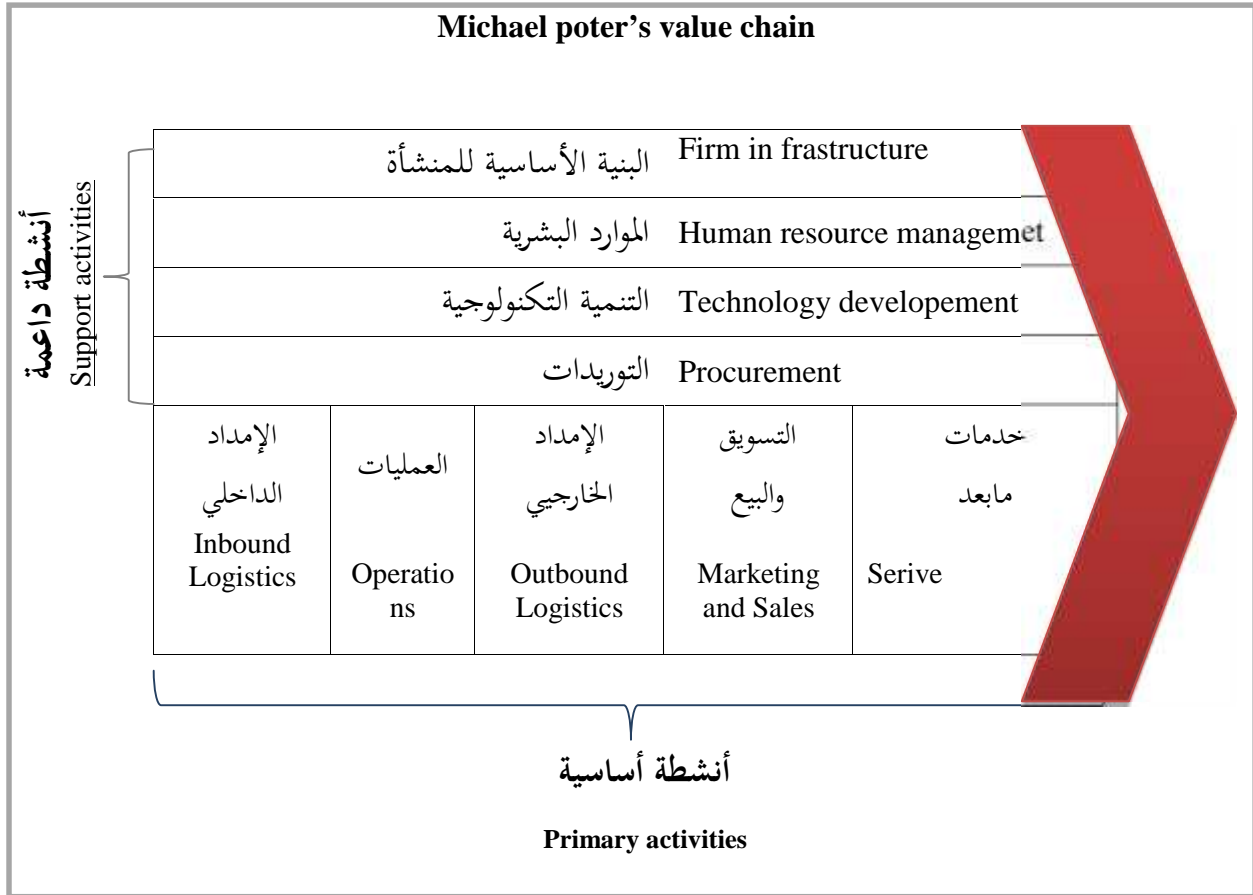 Michael poter's value chain
البنية الأساسية للمنشأة Firm in frastructure
الموارد البشرية Human resource managemet
التنمية التكنولوجية Technology developement
التوريدات Procurement
أنشطة داعمة
Support activities
الإمداد
الداخلي
Inbound
Logistics
العمليات
Operatio
ns
الإمداد
الخارجيي
Outbound
Logistics
التسويق
والبيع
Marketing
and Sales
خدمات
مابعد
Serive
أنشطة أساسية
Primary activities